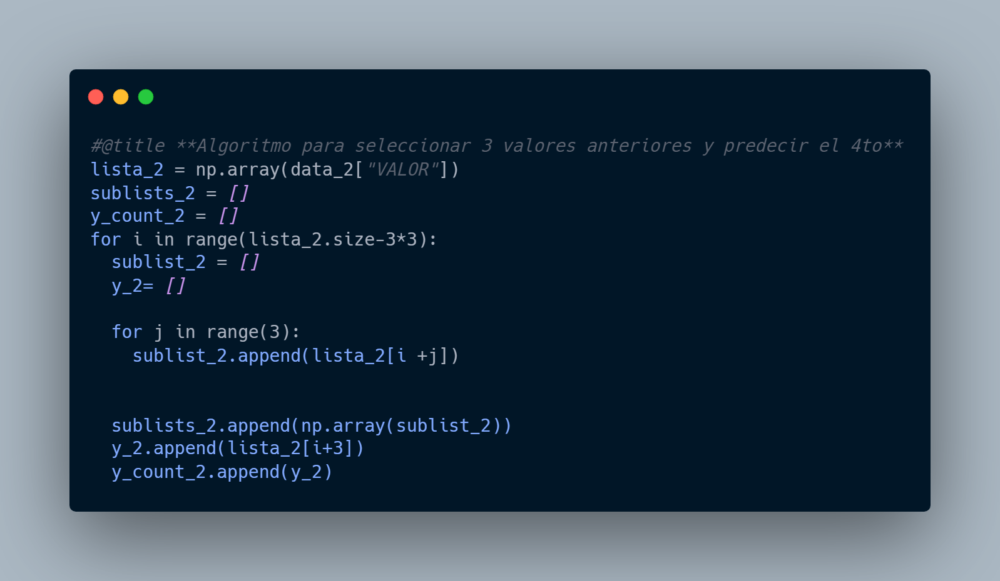 #@title **Algoritmo para seleccionar 3 valores anteriores y predecir el 4to**
lista_2 = np.array(data_2["VALOR"])
sublists_2 = []
y_count_2 = []
for i in range(lista_2.size-3*3):
  sublist_2 = []
  y_2= []
  for j in range(3):
    sublist_2.append(lista_2[i +j])
  sublists_2.append(np.array(sublist_2))
  y_2.append(lista_2[i+3])
  y_count_2.append(y_2)